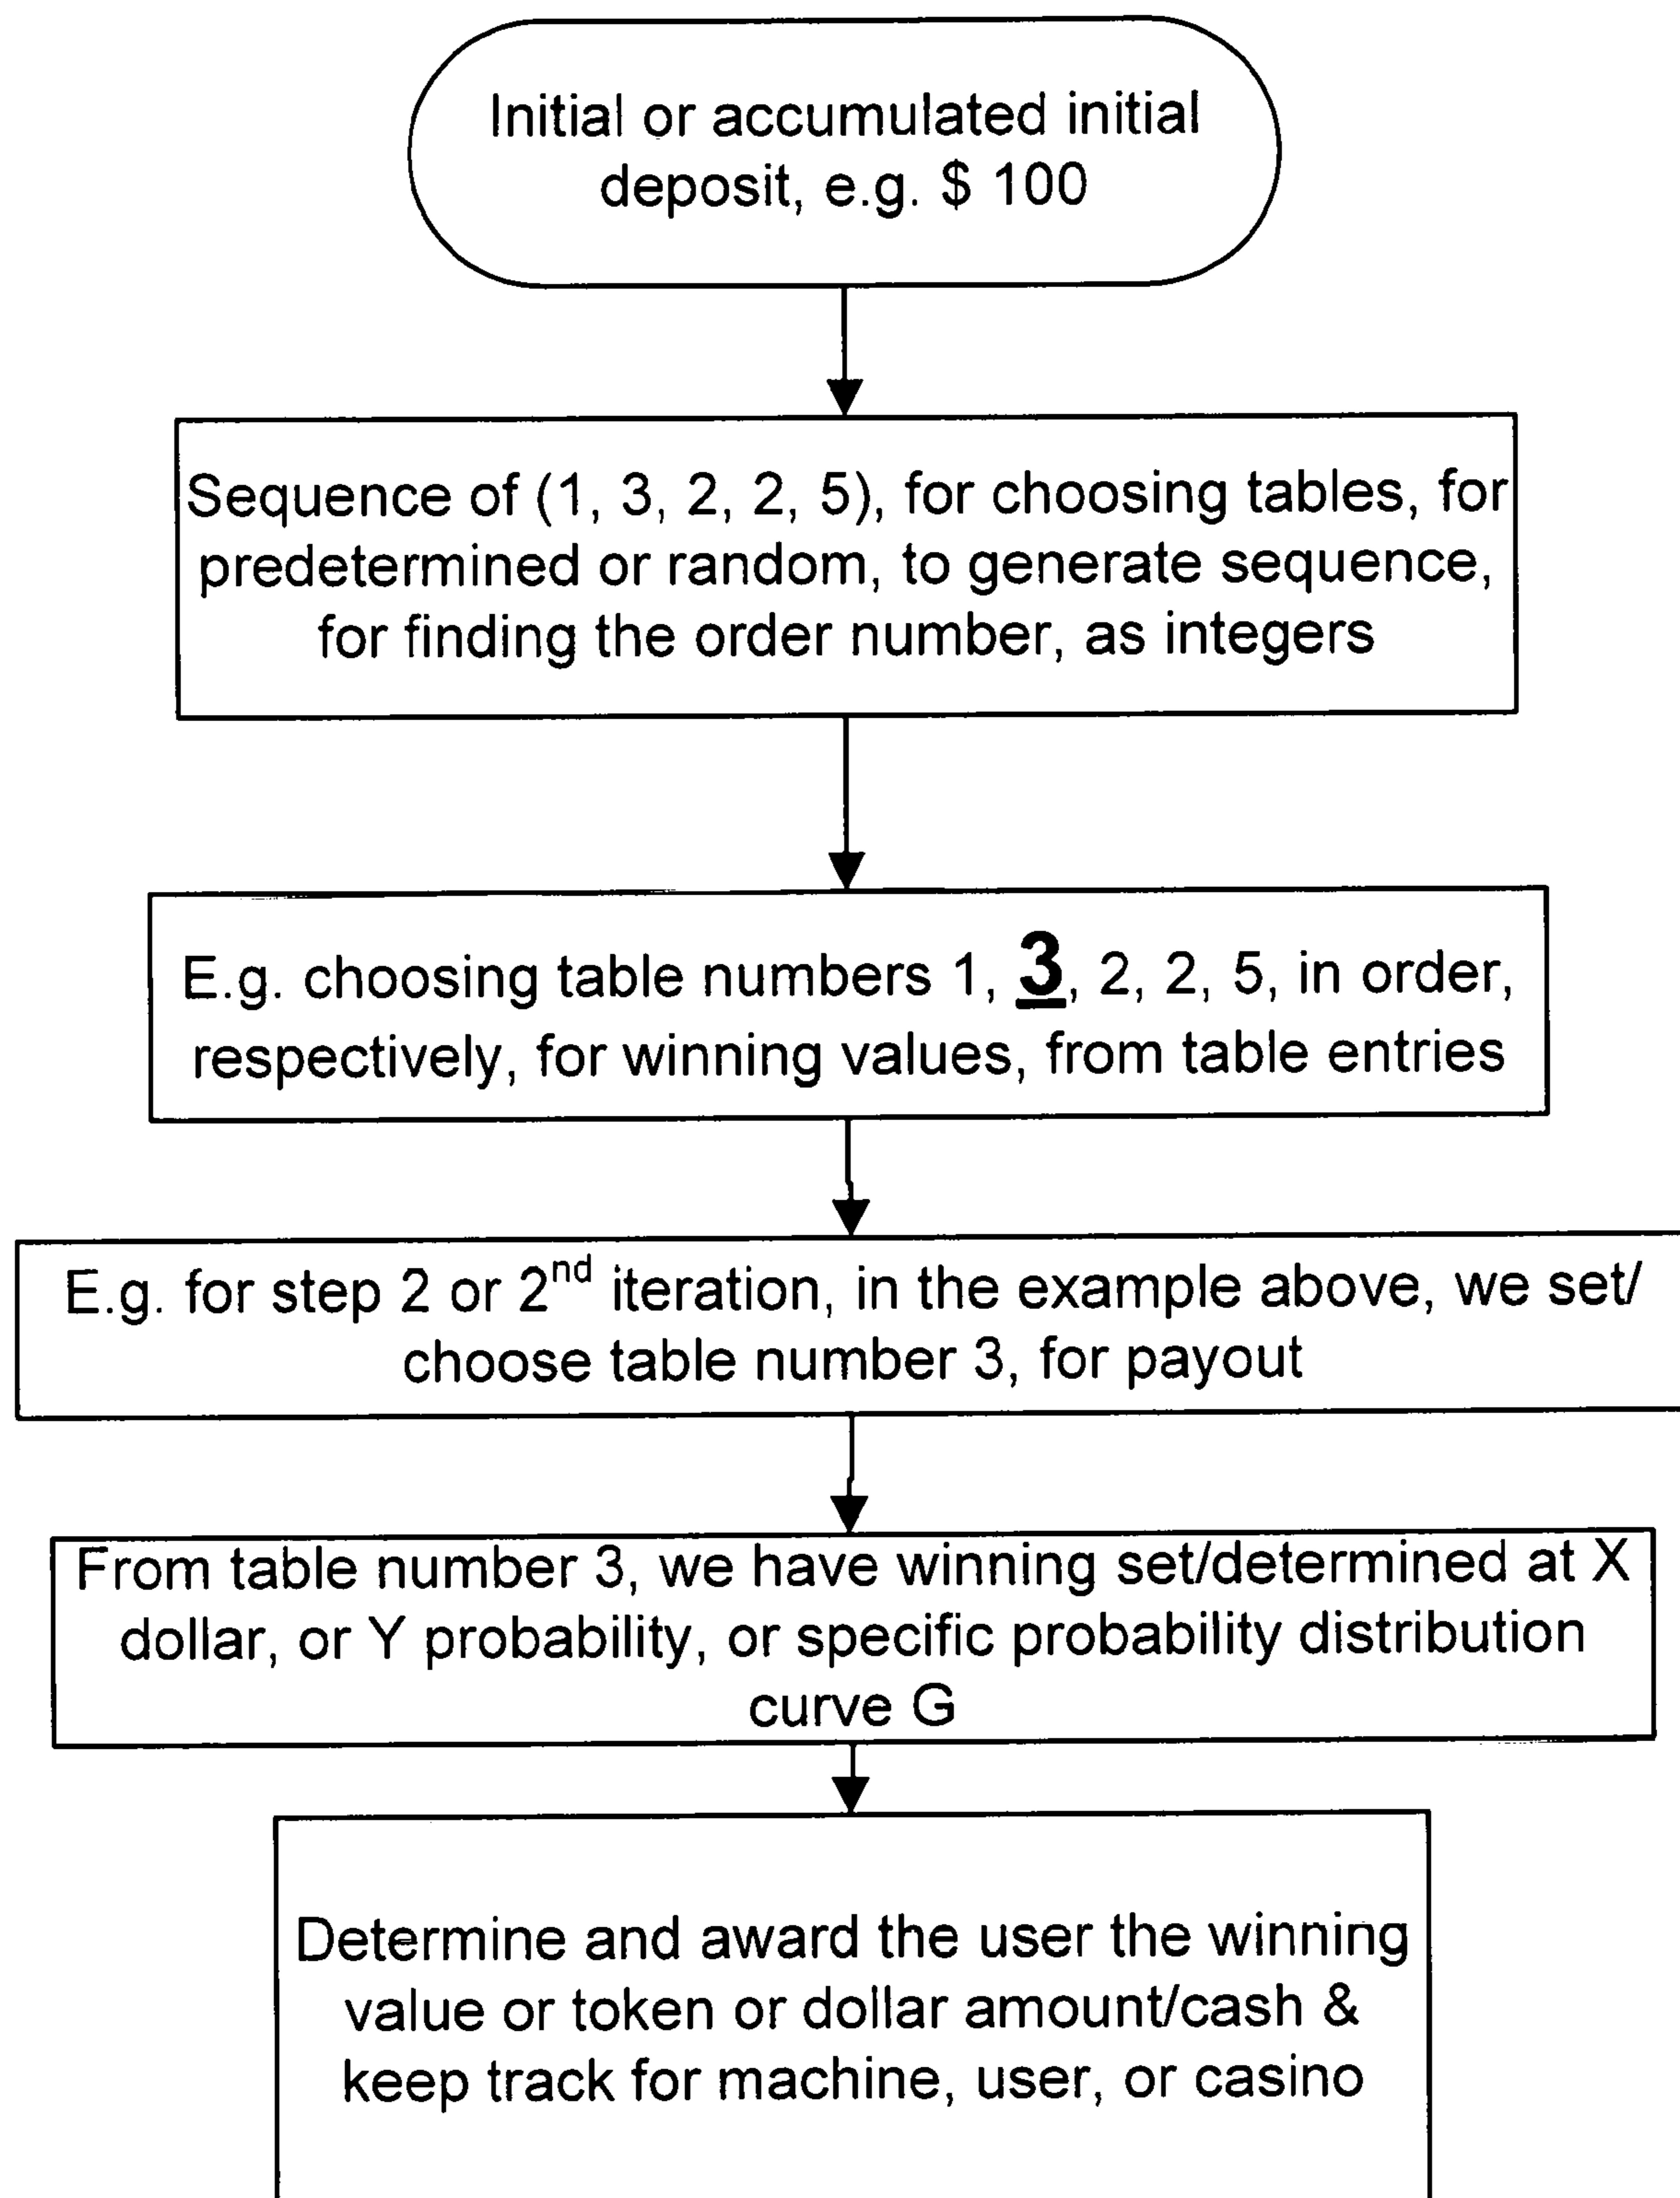 Initial or accumulated initial
deposit, e.g. $ 100
Sequence of (1, 3, 2, 2, 5), for choosing tables, for
predetermined or random, to generate sequence,
for finding the order number, as integers
E.g. choosing table numbers 1, 3, 2, 2, 5, in order,
respectively, for winning values, from table entries
E.g. for step 2 or 2nd iteration, in the example above, we set/
choose table number 3, for payout
From table number 3, we have winning set/determined at X
dollar, or Y probability, or specific probability distribution
curve G
Determine and award the user the winning
value or token or dollar amount/cash &
keep track for machine, user, or casino